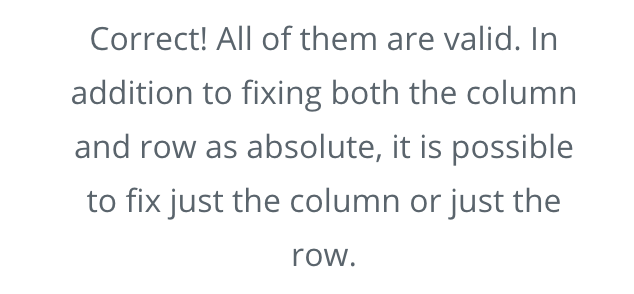 Correct! All of them are valid. In
addition to fixing both the column
and row as absolute, it is possible
to fix just the column or just the
row.